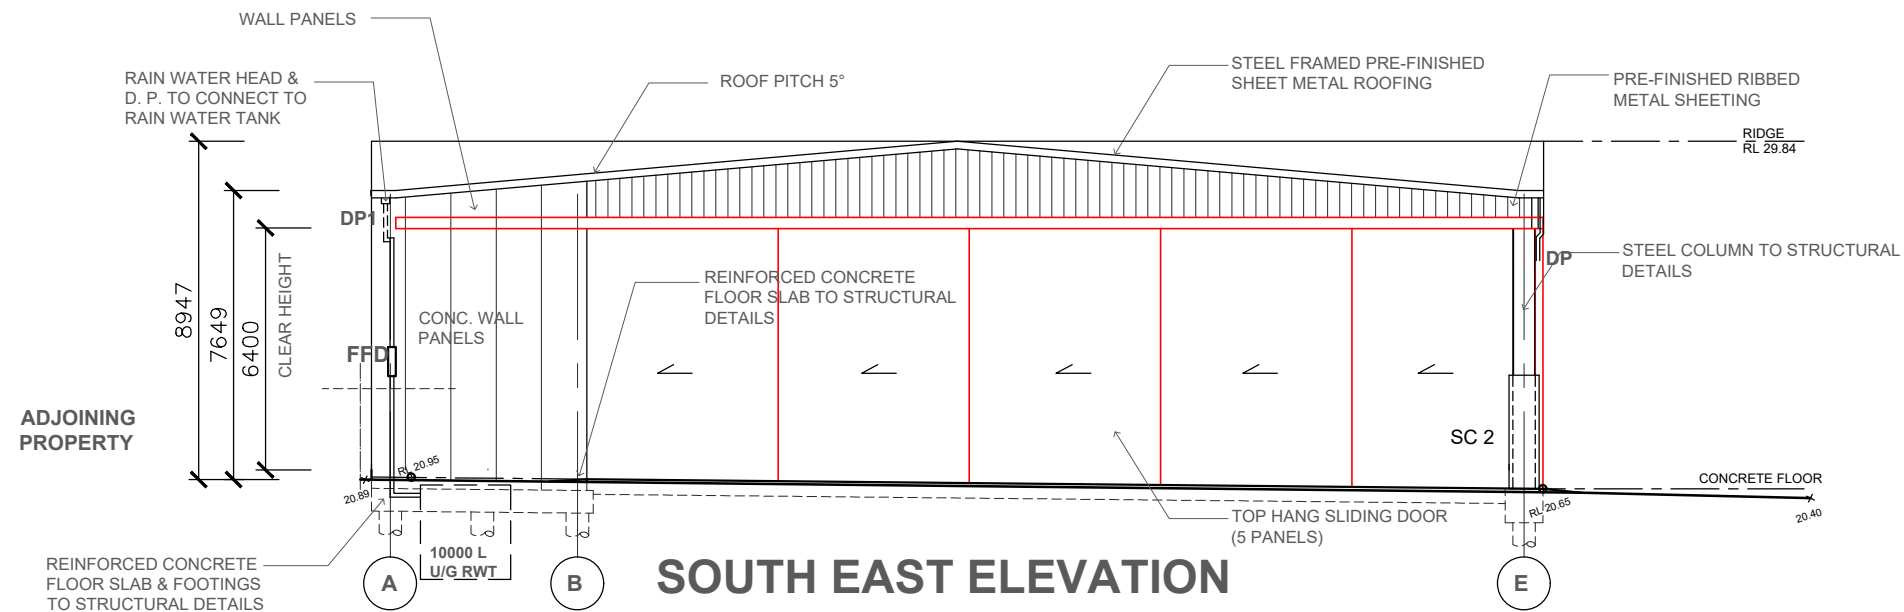 WALL PANELS
RAIN WATER HEAD &
D. P. TO CONNECT TO
RAIN WATER TANK
ROOF PITCH 5°
STEEL FRAMED PRE-FINISHED
SHEET METAL ROOFING
PRE-FINISHED RIBBED
METAL SHEETING
RIDGE
RL 29.84
DP1
8947
7649
6400
CLEAR HEIGHT
CONC. WALL
PANELS
REINFORCED CONCRETE
FLOOR SLAB TO STRUCTURAL
DETAILS
DP
STEEL COLUMN TO STRUCTURAL
DETAILS
FFD
ADJOINING
PROPERTY
SC 2
RL 20.95
20.89
CONCRETE FLOOR
RL 20.65
20.40
TOP HANG SLIDING DOOR
(5 PANELS)
REINFORCED CONCRETE
FLOOR SLAB & FOOTINGS
TO STRUCTURAL DETAILS
10000 L
U/G RWT
A
B
E
SOUTH EAST ELEVATION